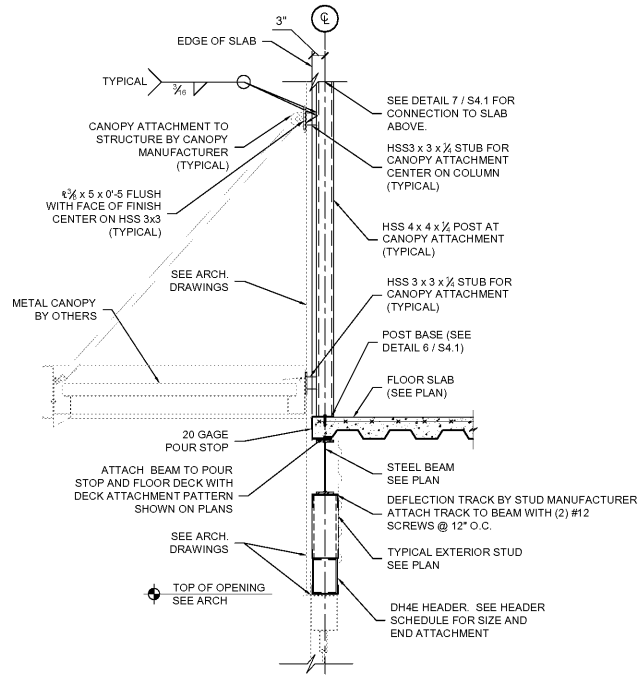 ℄
3"
EDGE OF SLAB
TYPICAL
3/16
SEE DETAIL 7 / S4.1 FOR
CONNECTION TO SLAB
ABOVE.
CANOPY ATTACHMENT TO
STRUCTURE BY CANOPY
MANUFACTURER
(TYPICAL)
HSS3 x 3 x ¼ STUB FOR
CANOPY ATTACHMENT
CENTER ON COLUMN
(TYPICAL)
x 5 x 0'-5 FLUSH
WITH FACE OF FINISH
CENTER ON HSS 3x3
(TYPICAL)
HSS 4 x 4 x ¼ POST AT
CANOPY ATTACHMENT
(TYPICAL)
SEE ARCH.
DRAWINGS
HSS 3 x 3 x ¼ STUB FOR
CANOPY ATTACHMENT
(TYPICAL)
METAL CANOPY
BY OTHERS
POST BASE (SEE
DETAIL 6 / S4.1)
FLOOR SLAB
(SEE PLAN)
20 GAGE
POUR STOP
ATTACH BEAM TO POUR
STOP AND FLOOR DECK WITH
DECK ATTACHMENT PATTERN
SHOWN ON PLANS
STEEL BEAM
SEE PLAN
DEFLECTION TRACK BY STUD MANUFACTURER
ATTACH TRACK TO BEAM WITH (2) #12
SCREWS @ 12" O.C.
SEE ARCH.
DRAWINGS
TYPICAL EXTERIOR STUD
SEE PLAN
TOP OF OPENING
SEE ARCH
DH4E HEADER. SEE HEADER
SCHEDULE FOR SIZE AND
END ATTACHMENT